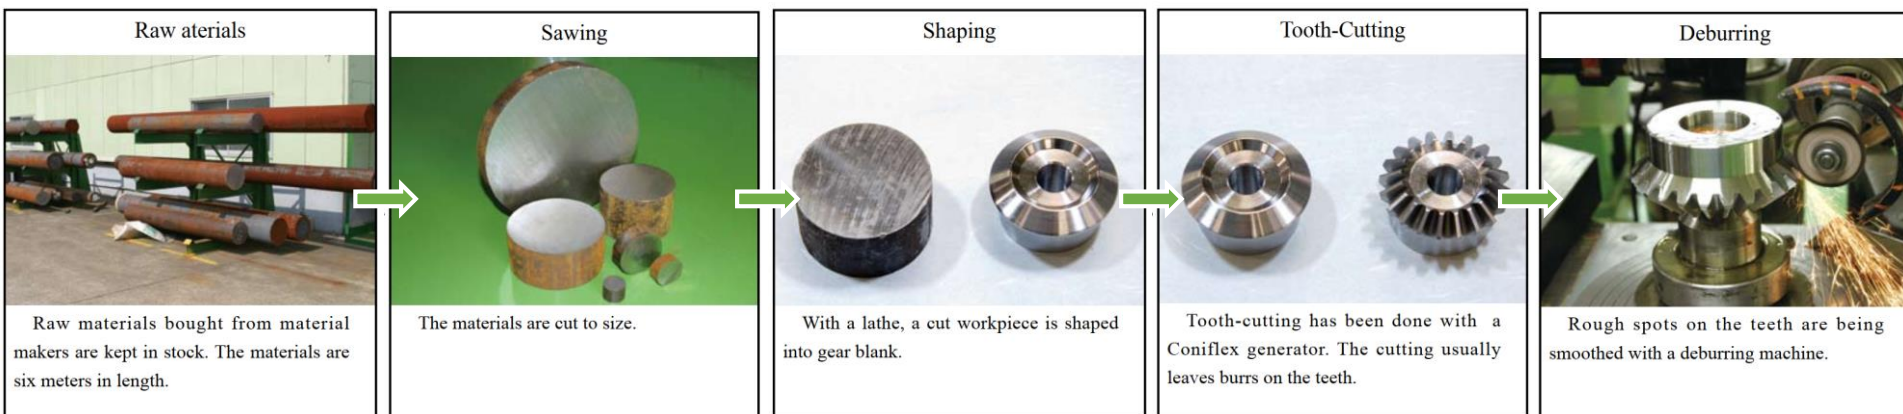 Raw aterials
Raw materials bought from material
makers are kept in stock. The materials are
six meters in length.
Sawing
The materials are cut to size.
Shaping
With a lathe, a cut workpiece is shaped
into gear blank.
Tooth-Cutting
Tooth-cutting has been done with a
Coniflex generator. The cutting usually
leaves burrs on the teeth.
Deburring
Rough spots on the teeth are being
smoothed with a deburring machine.